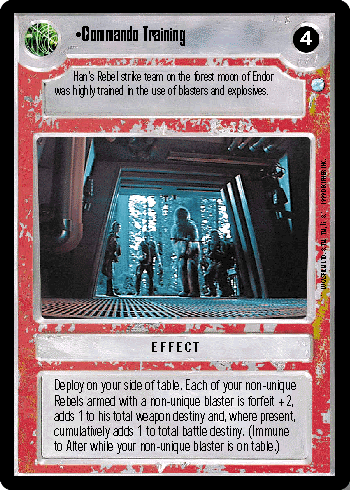 •Commando Training
4
Han's Rebel strike team on the forest moon of Endor
was highly trained in the use of blasters and explosives.
EFFECT
Deploy on your side of table. Each of your non-unique
Rebels armed with a non-unique blaster is forfeit +2,
adds 1 to his total weapon destiny and, where present,
cumulatively adds 1 to total battle destiny. (Immune
to Alter while your non-unique blaster is on table.)